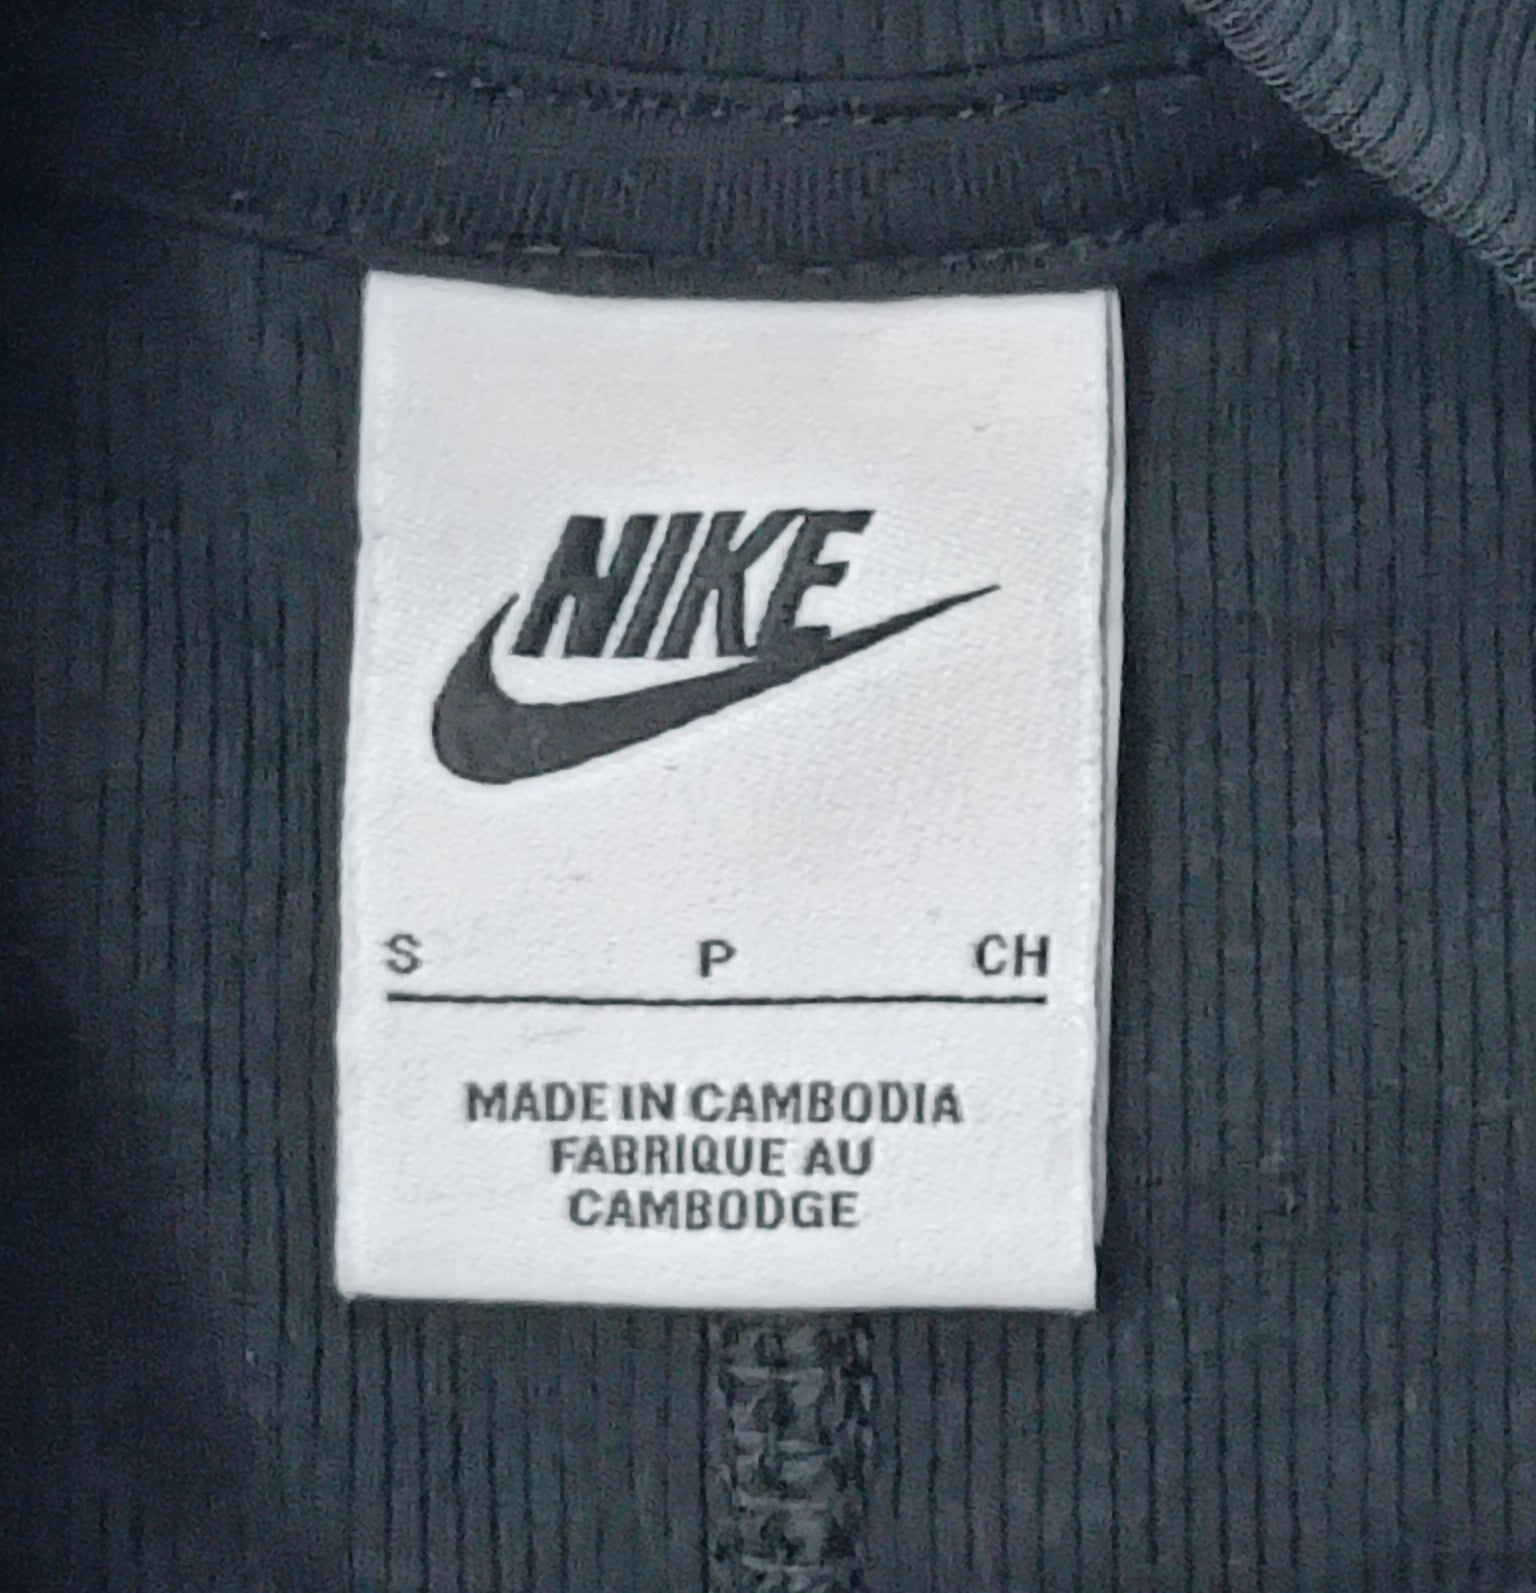 NIKE
S P CH
MADE IN CAMBODIA
FABRIQUE AU
CAMBODGE